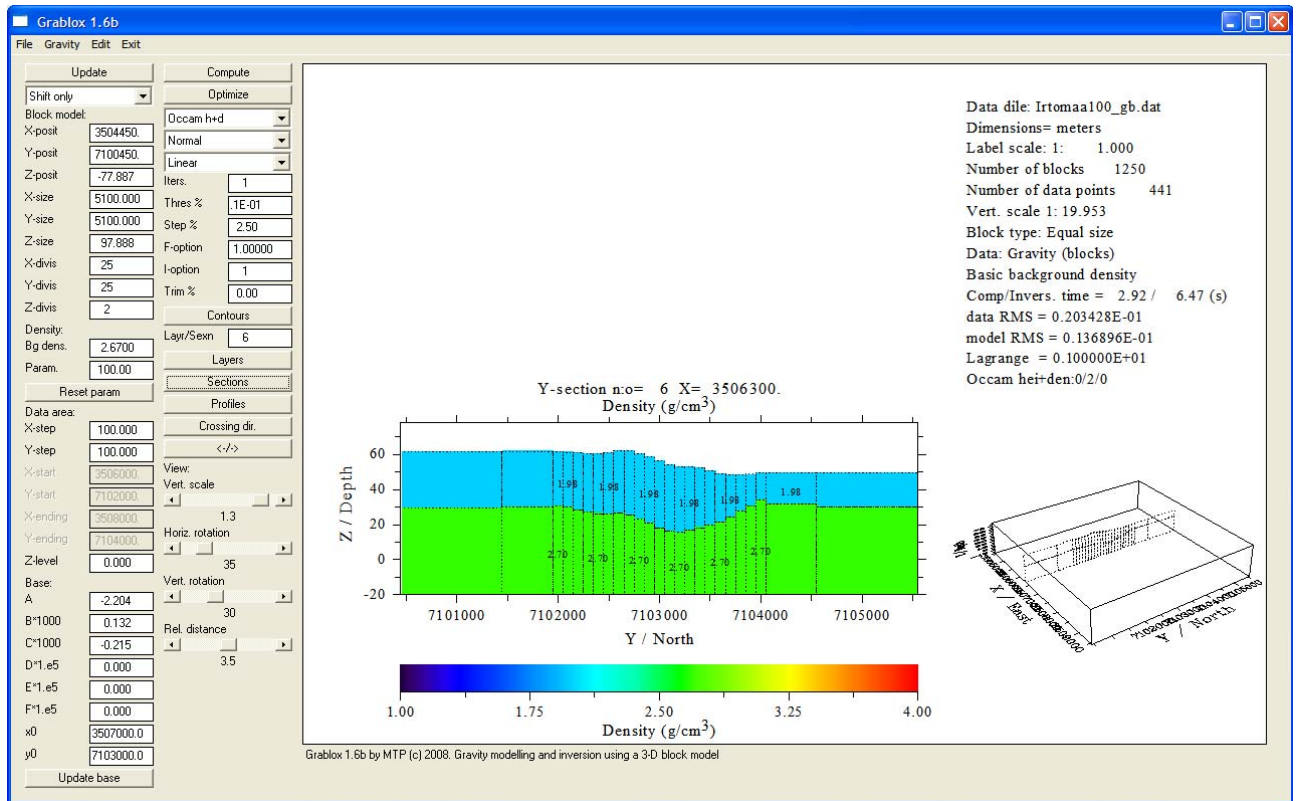 Grablox 1.6b
File Gravity Edit Exit
Update
Shift only
Block model:
X-posit 3504450.
Y-posit 7100450.
Z-posit -77.887
X-size 5100.000
Y-size 5100.000
Z-size 97.888
X-divis 25
Y-divis 25
Z-divis 2
Density:
Bg dens. 2.6700
Param. 100.00
Reset param
Data area:
X-step 100.000
Y-step 100.000
X-start 3506000.
Y-start 7102000.
X-ending 3508000.
Y-ending 7104000.
Z-level 0.000
Base:
A -2.204
B*1000 0.132
C*1000 -0.215
D*1.e5 0.000
E*1.e5 0.000
F*1.e5 0.000
x0 3507000.0
y0 7103000.0
Update base
Compute
Optimize
Occam h+d
Normal
Linear
Iters. 1
Thres % .1E-01
Step % 2.50
F-option 1.00000
I-option 1
Trim % 0.00
Contours
Layr/Sexn 6
Layers
Sections
Profiles
Crossing dir.
<-/->
View:
Vert. scale
1.3
Horiz. rotation
35
Vert. rotation
30
Rel. distance
3.5
Y-section n:o= 6 X= 3506300.
Density (g/cm3)
60
40
20
0
-20
Z / Depth
1.98 1.98 1.98 1.98 1.98 1.98
2.70 2.70 2.70 2.70 2.70
7101000 7102000 7103000 7104000 7105000
Y / North
1.00 1.75 2.50 3.25 4.00
Density (g/cm3)
Data dile: Irtomaa100_gb.dat
Dimensions= meters
Label scale: 1: 1.000
Number of blocks 1250
Number of data points 441
Vert. scale 1: 19.953
Block type: Equal size
Data: Gravity (blocks)
Basic background density
Comp/Invers. time = 2.92 / 6.47 (s)
data RMS = 0.203428E-01
model RMS = 0.136896E-01
Lagrange = 0.100000E+01
Occam hei+den:0/2/0
X / East
Y / North
Grablox 1.6b by MTP (c) 2008. Gravity modelling and inversion using a 3-D block model